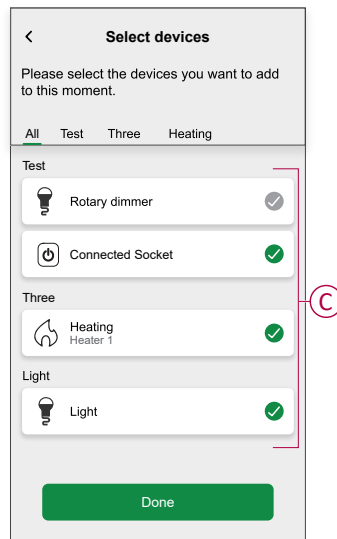 Select devices
Please select the devices you want to add
to this moment.
All Test Three Heating
Test
Rotary dimmer
Connected Socket
Three
Heating
Heater 1
C
Light
Light
Done